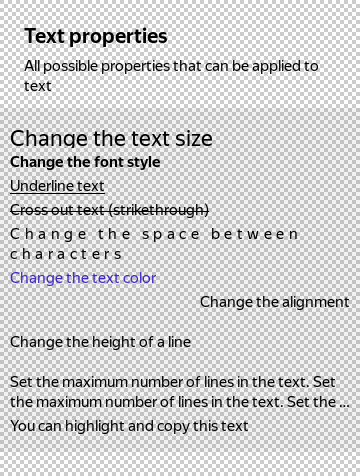 Text properties
All possible properties that can be applied to
text
Change the text size
Change the font style
Underline text
Cross out text (strikethrough)
Change the space between
characters
Change the text color
Change the alignment
Change the height of a line
Set the maximum number of lines in the text. Set
the maximum number of lines in the text. Set the ...
You can highlight and copy this text